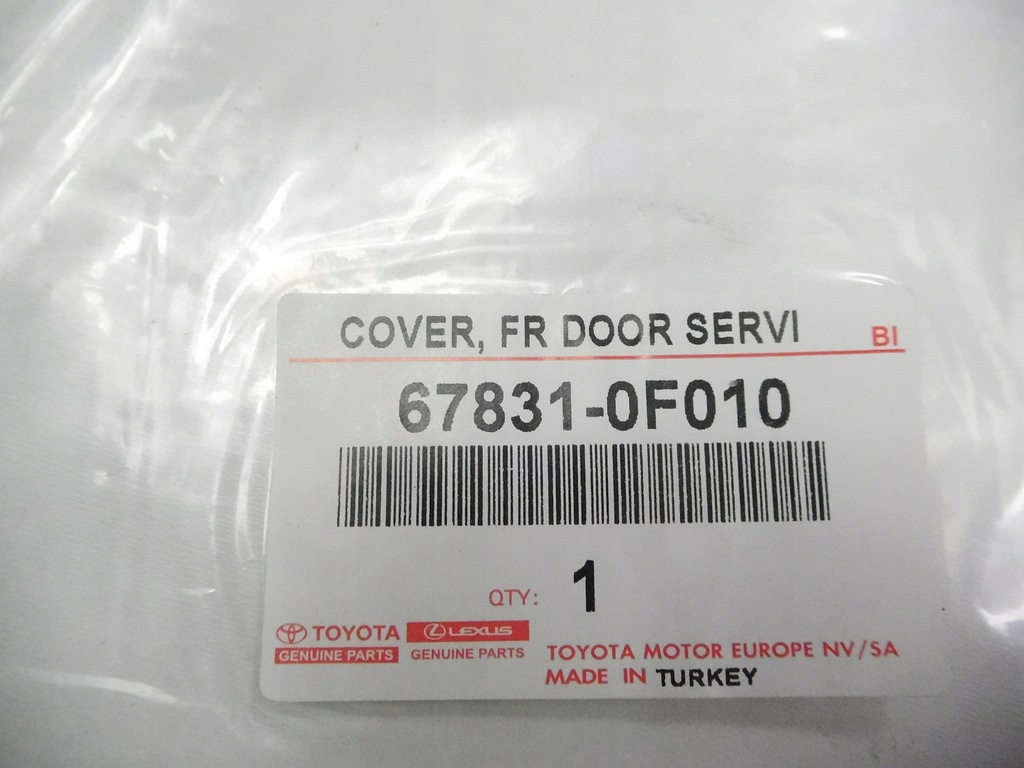 COVER, FR DOOR SERVI BI
67831-0F010
QTY: 1
TOYOTA LEXUS
GENUINE PARTS GENUINE PARTS
TOYOTA MOTOR EUROPE NV/SA
MADE IN TURKEY